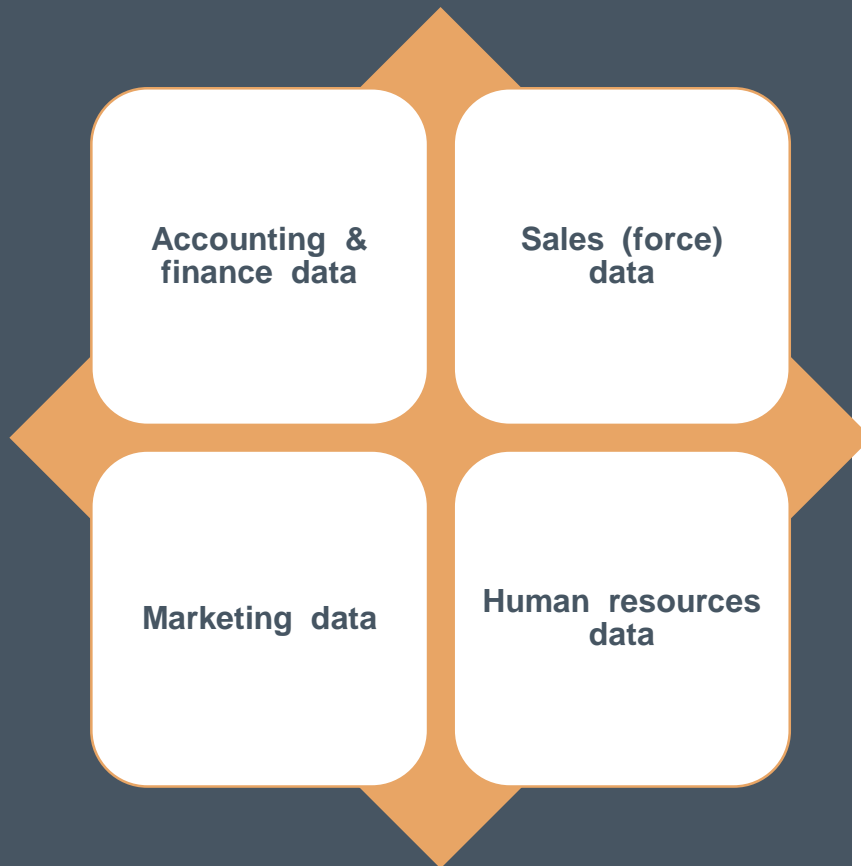 Accounting &
finance data
Sales (force)
data
Marketing data
Human resources
data